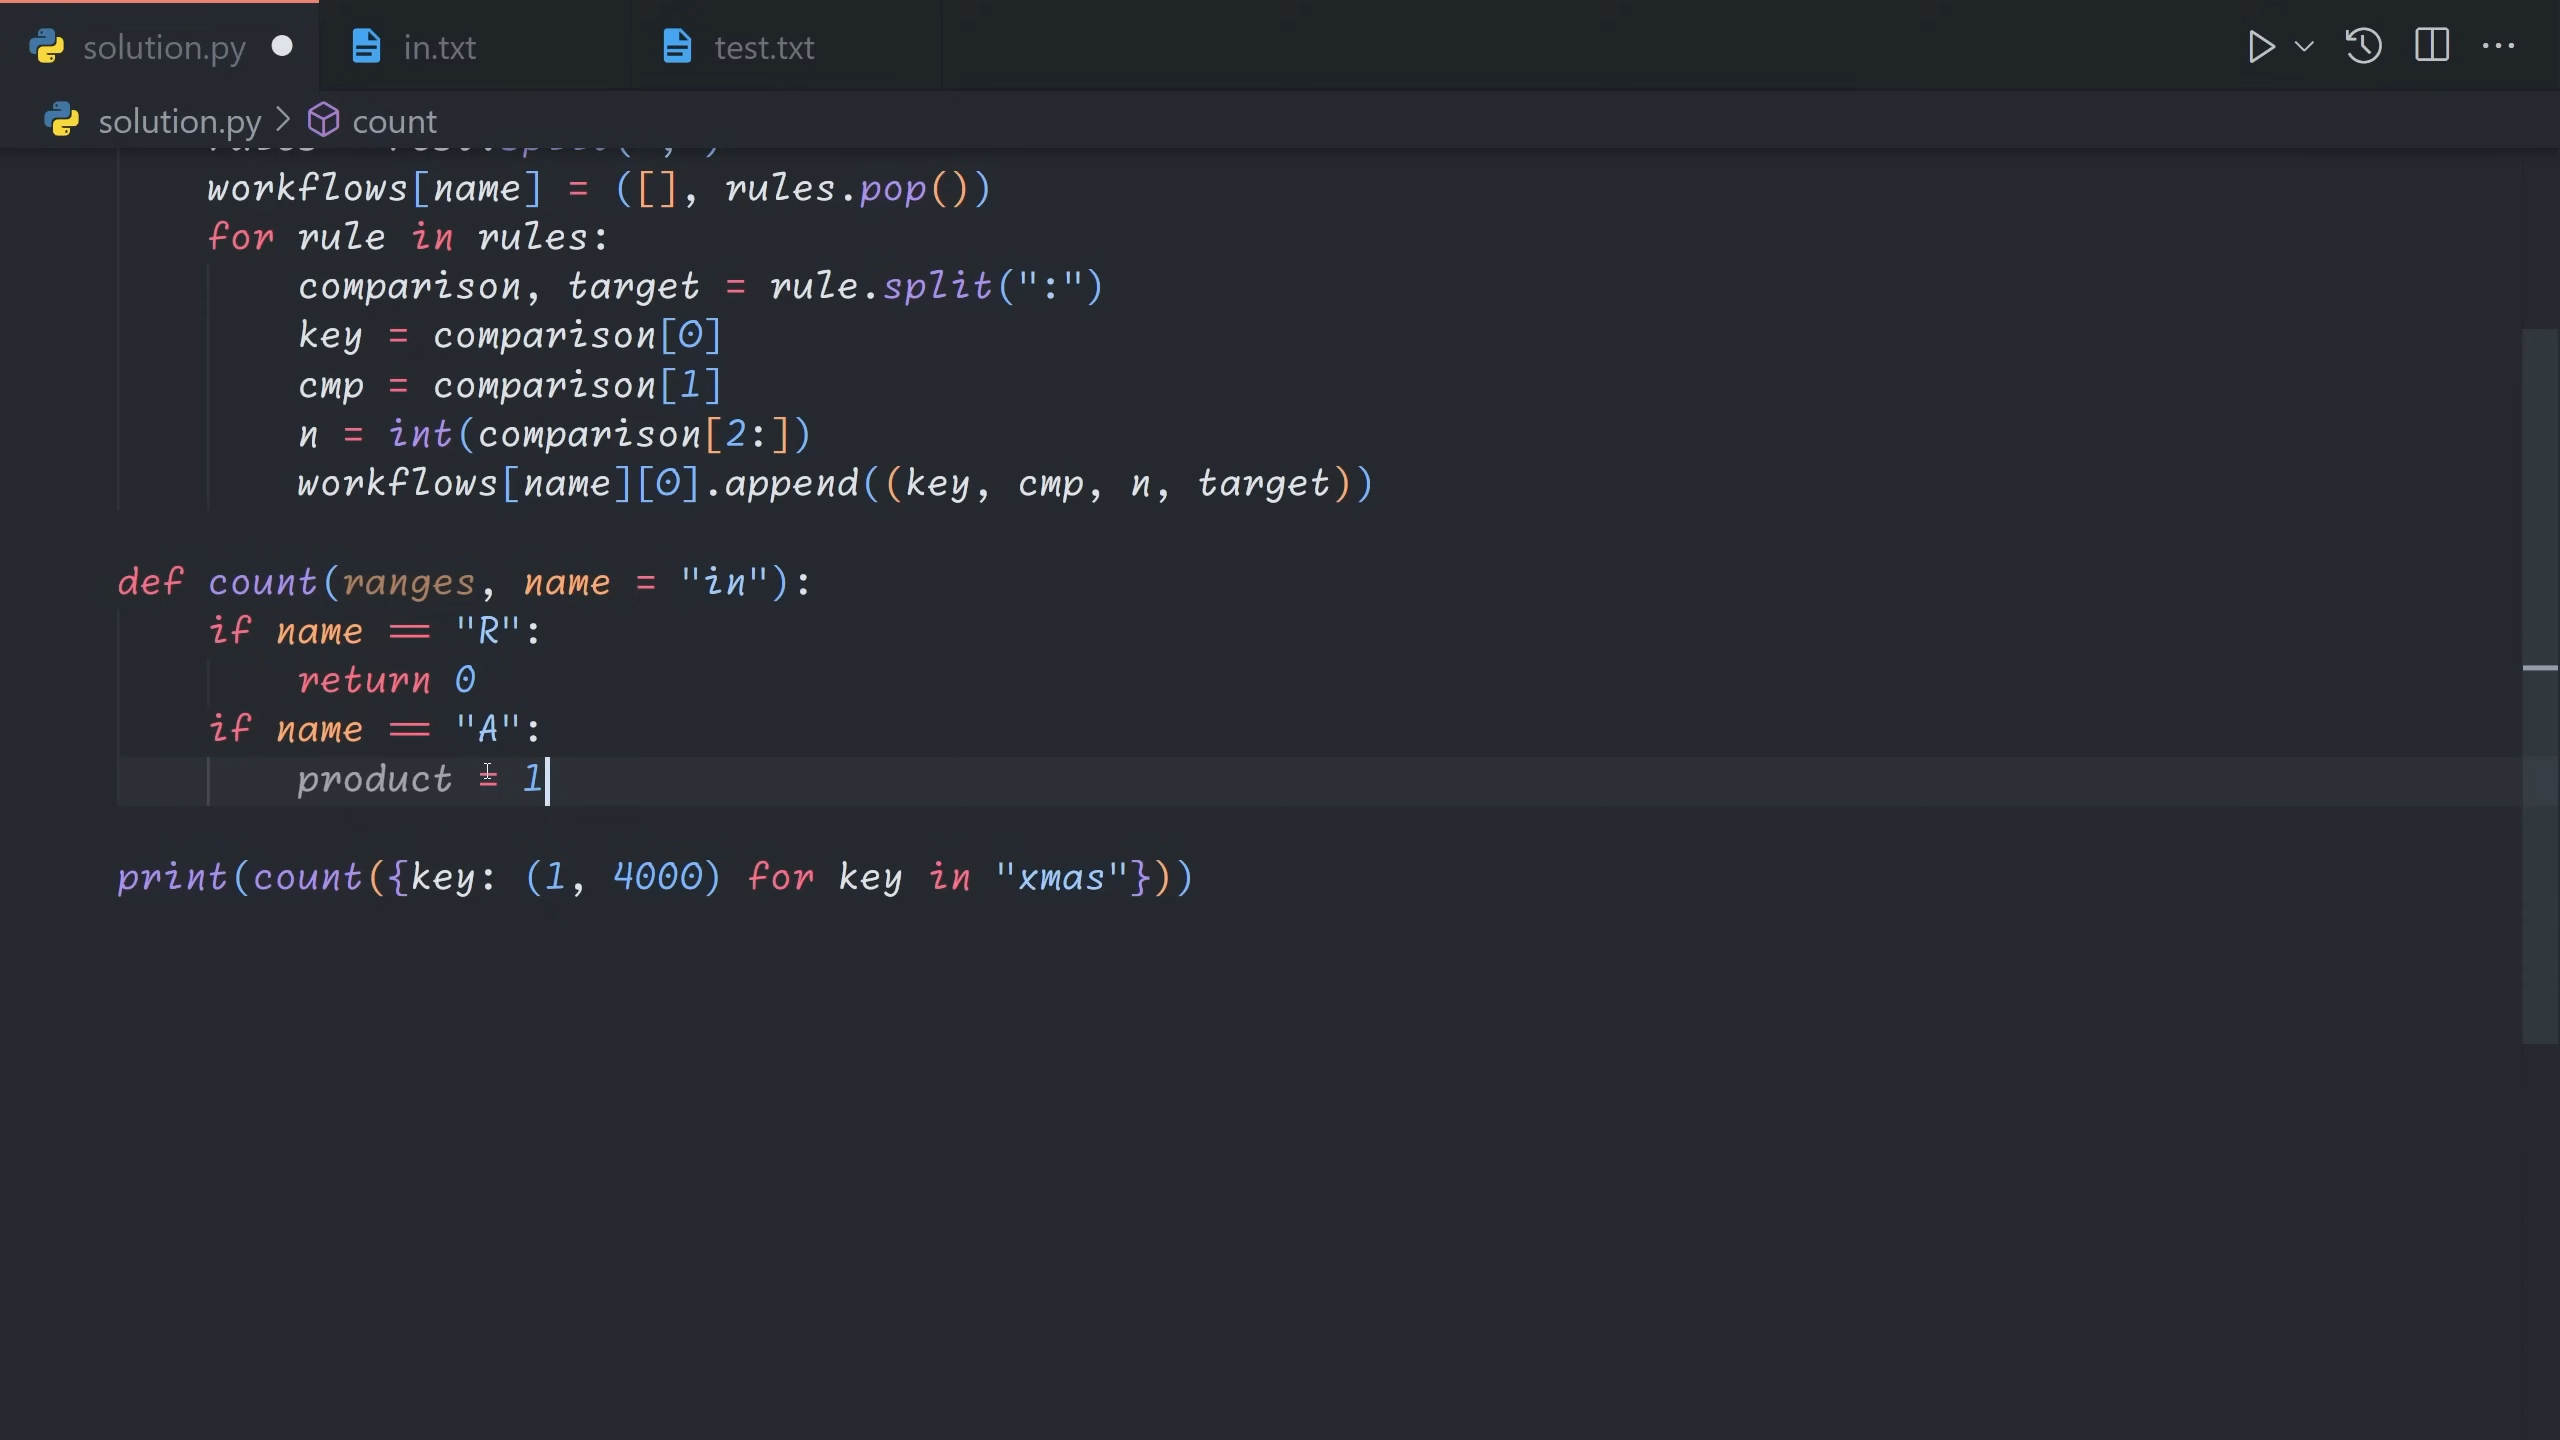 solution.py
in.txt
test.txt
solution.py > count
workflows[name] = ([], rules.pop())
for rule in rules:
comparison, target = rule.split(":")
key = comparison[0]
cmp = comparison[1]
n = int(comparison[2:])
workflows[name][0].append((key, cmp, n, target))
def count(ranges, name = "in"):
if name == "R":
return 0
if name == "A":
product = 1
print(count({key: (1, 4000) for key in "xmas"}))